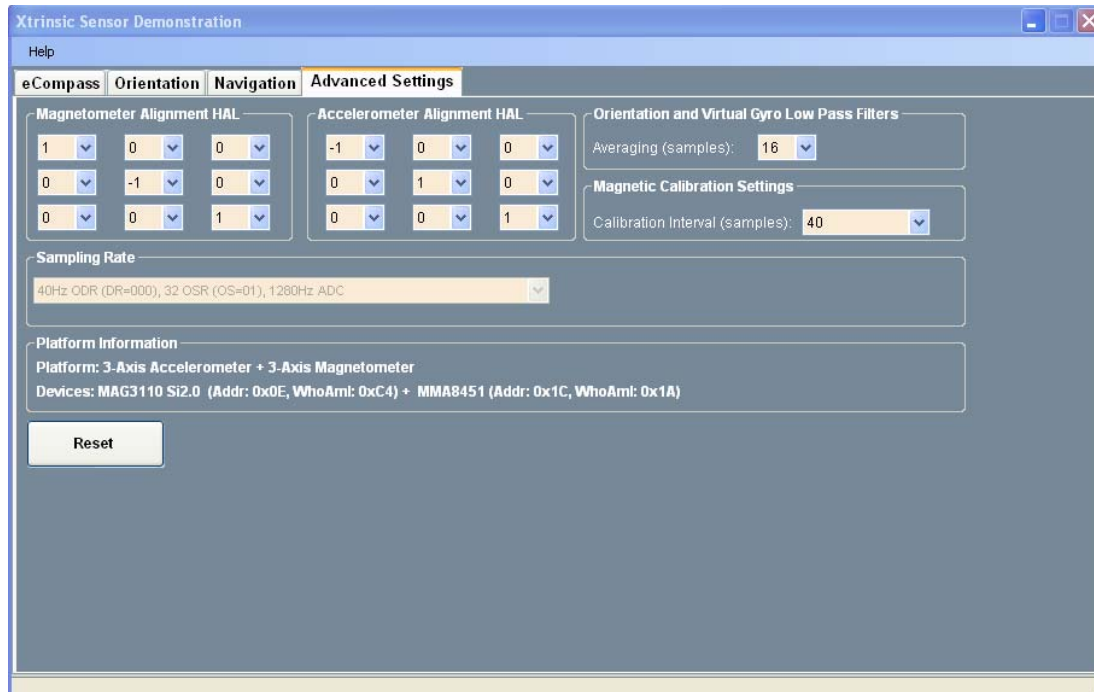 Xtrinsic Sensor Demonstration
Help
eCompass Orientation Navigation Advanced Settings
Magnetometer Alignment HAL
1 0 0
0 -1 0
0 0 1
Accelerometer Alignment HAL
-1 0 0
0 1 0
0 0 1
Orientation and Virtual Gyro Low Pass Filters
Averaging (samples): 16
Magnetic Calibration Settings
Calibration Interval (samples): 40
Sampling Rate
40Hz ODR (DR=000), 32 OSR (OS=01), 1280Hz ADC
Platform Information
Platform: 3-Axis Accelerometer + 3-Axis Magnetometer
Devices: MAG3110 Si2.0 (Addr: 0x0E, WhoAmI: 0xC4) + MMA8451 (Addr: 0x1C, WhoAmI: 0x1A)
Reset